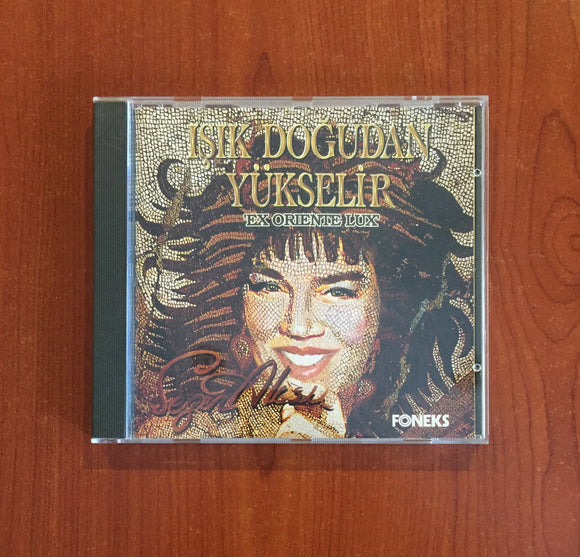 IŞIK DOĞUDAN
YÜKSELİR
EX ORIENTE LUX
Sezen Aksu
FONEKS